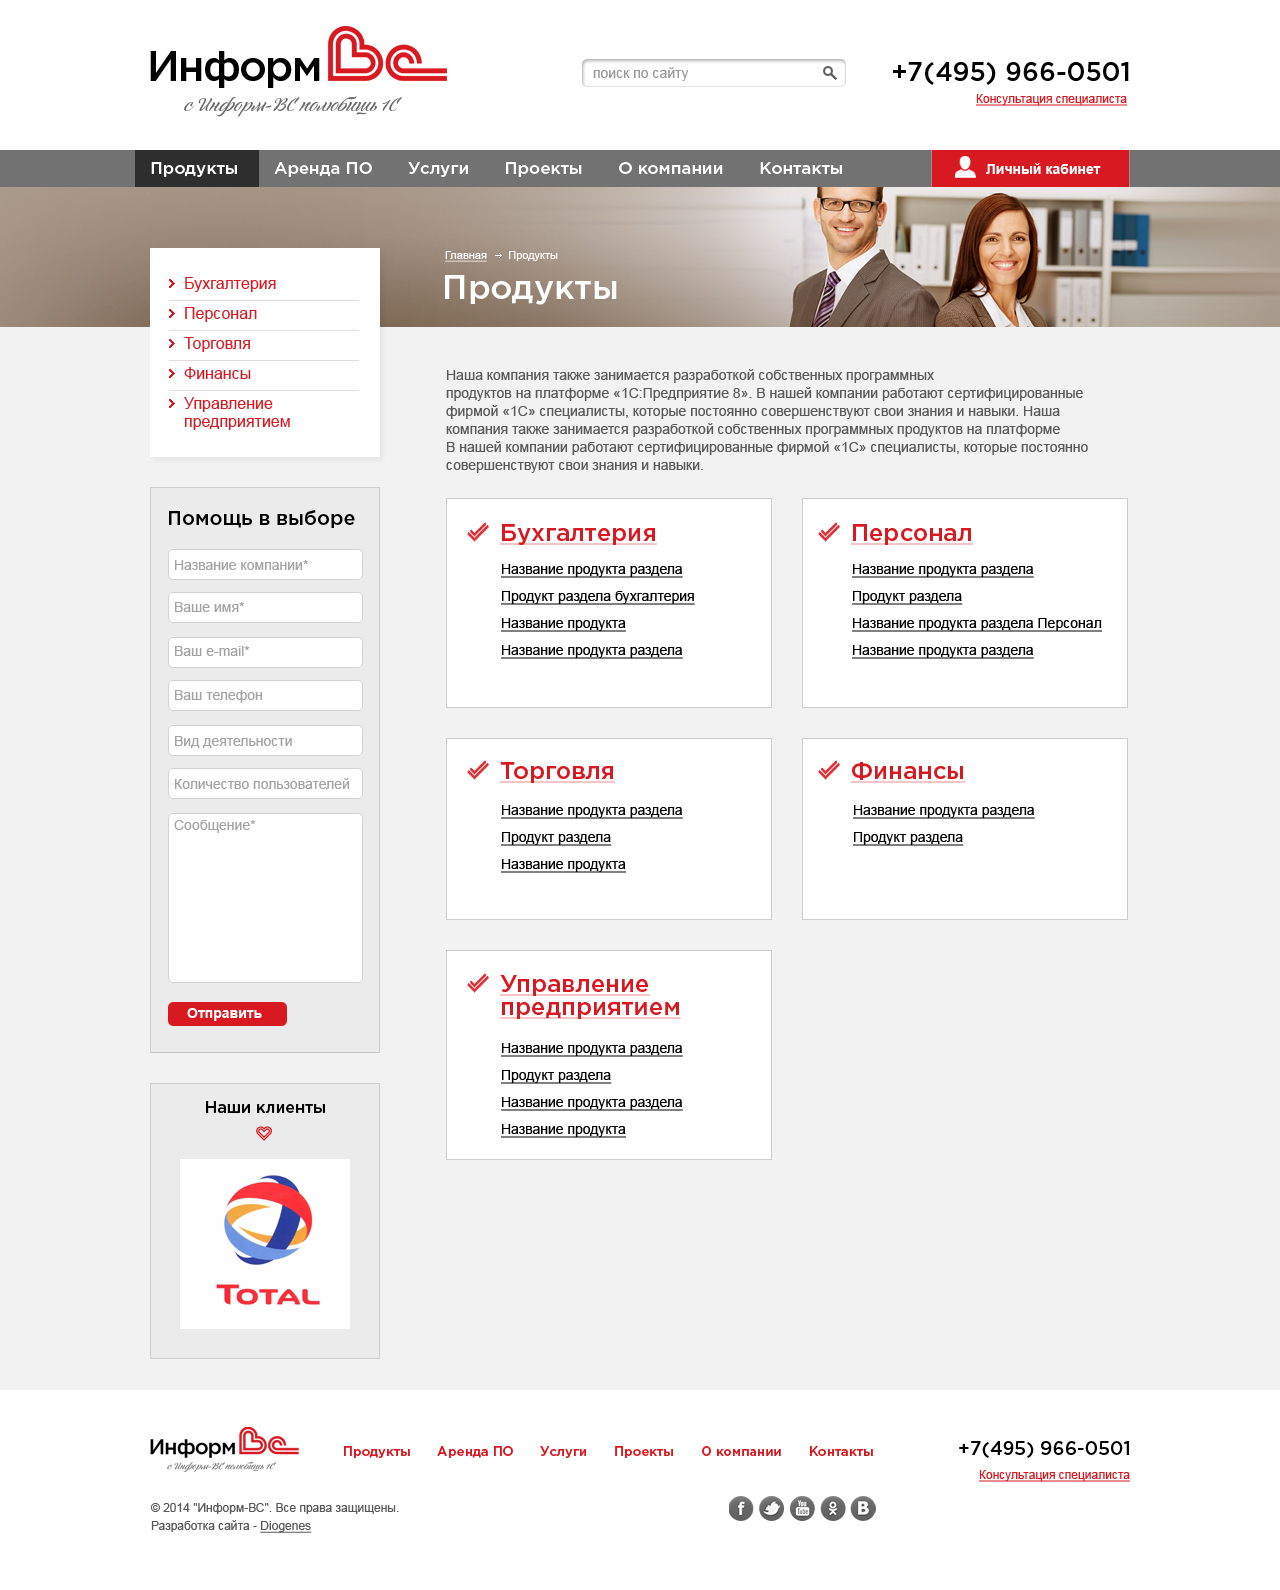 Информ ВС
с Информ-ВС полюбишь 1С
поиск по сайту
+7(495) 966-0501
Консультация специалиста
Продукты
Аренда ПО
Услуги
Проекты
О компании
Контакты
Личный кабинет
Главная → Продукты
Продукты
Бухгалтерия
Персонал
Торговля
Финансы
Управление
предприятием
Помощь в выборе
Название компании*
Ваше имя*
Ваш e-mail*
Ваш телефон
Вид деятельности
Количество пользователей
Сообщение*
Отправить
Наши клиенты
TOTAL
Наша компания также занимается разработкой собственных программных
продуктов на платформе «1С:Предприятие 8». В нашей компании работают сертифицированные
фирмой «1С» специалисты, которые постоянно совершенствуют свои знания и навыки. Наша
компания также занимается разработкой собственных программных продуктов на платформе
В нашей компании работают сертифицированные фирмой «1С» специалисты, которые постоянно
совершенствуют свои знания и навыки.
Бухгалтерия
Название продукта раздела
Продукт раздела бухгалтерия
Название продукта
Название продукта раздела
Персонал
Название продукта раздела
Продукт раздела
Название продукта раздела Персонал
Название продукта раздела
Торговля
Название продукта раздела
Продукт раздела
Название продукта
Финансы
Название продукта раздела
Продукт раздела
Управление
предприятием
Название продукта раздела
Продукт раздела
Название продукта раздела
Название продукта
Информ ВС
с Информ-ВС полюбишь 1С
Продукты
Аренда ПО
Услуги
Проекты
О компании
Контакты
+7(495) 966-0501
Консультация специалиста
© 2014 "Информ-ВС". Все права защищены.
Разработка сайта - Diogenes
f
You Tube
В